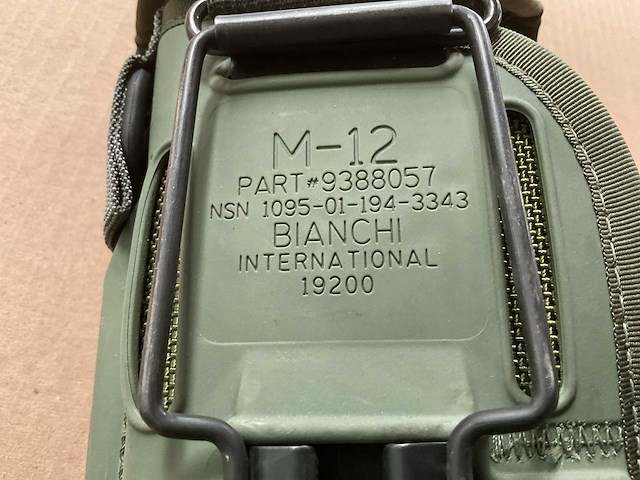 M-12
PART#9388057
NSN 1095-01-194-3343
BIANCHI
INTERNATIONAL
19200